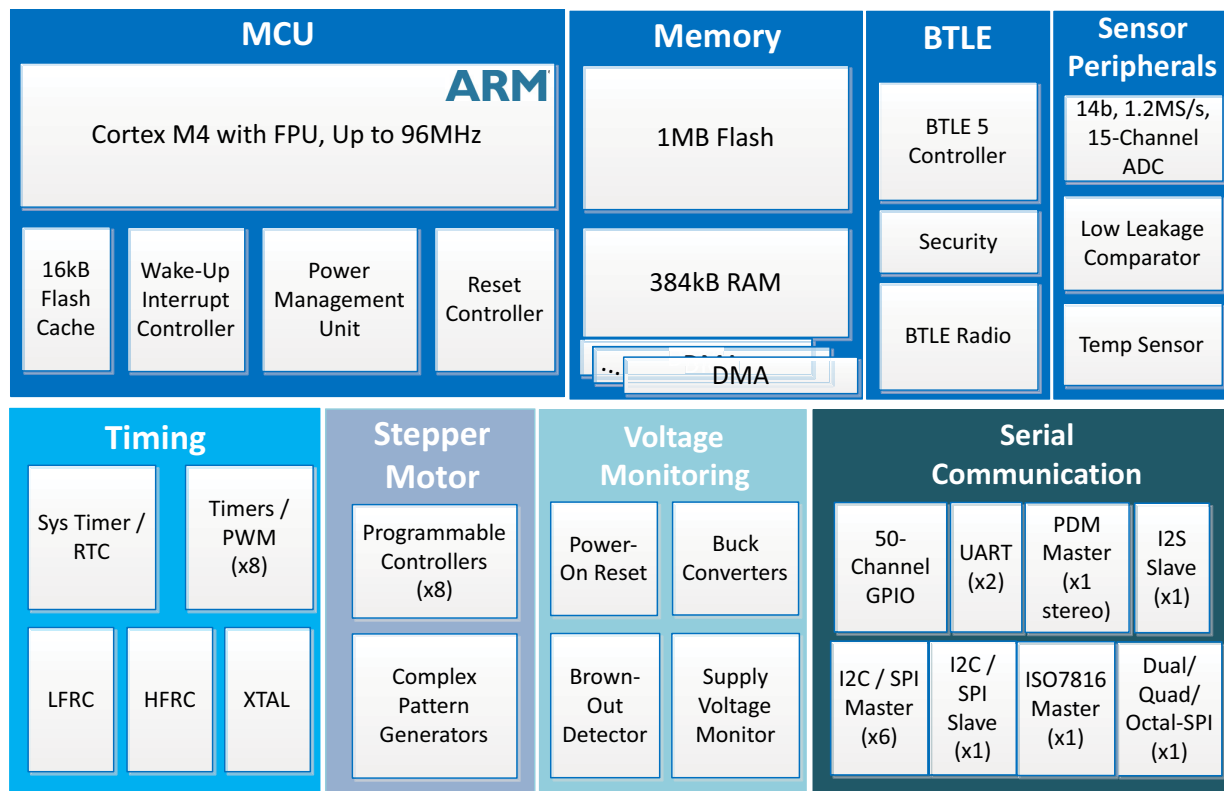 MCU
ARM
Cortex M4 with FPU, Up to 96MHz
16kB
Flash
Cache
Wake-Up
Interrupt
Controller
Power
Management
Unit
Reset
Controller
Memory
1MB Flash
384kB RAM
...
DMA
BTLE
BTLE 5
Controller
Security
BTLE Radio
Sensor
Peripherals
14b, 1.2MS/s,
15-Channel
ADC
Low Leakage
Comparator
Temp Sensor
Timing
Sys Timer /
RTC
Timers /
PWM
(x8)
LFRC
HFRC
XTAL
Stepper
Motor
Programmable
Controllers
(x8)
Complex
Pattern
Generators
Voltage
Monitoring
Power-
On Reset
Buck
Converters
Brown-
Out
Detector
Supply
Voltage
Monitor
Serial
Communication
50-
Channel
GPIO
UART
(x2)
PDM
Master
(x1
stereo)
I2S
Slave
(x1)
I2C / SPI
Master
(x6)
I2C /
SPI
Slave
(x1)
ISO7816
Master
(x1)
Dual/
Quad/
Octal-SPI
(x1)